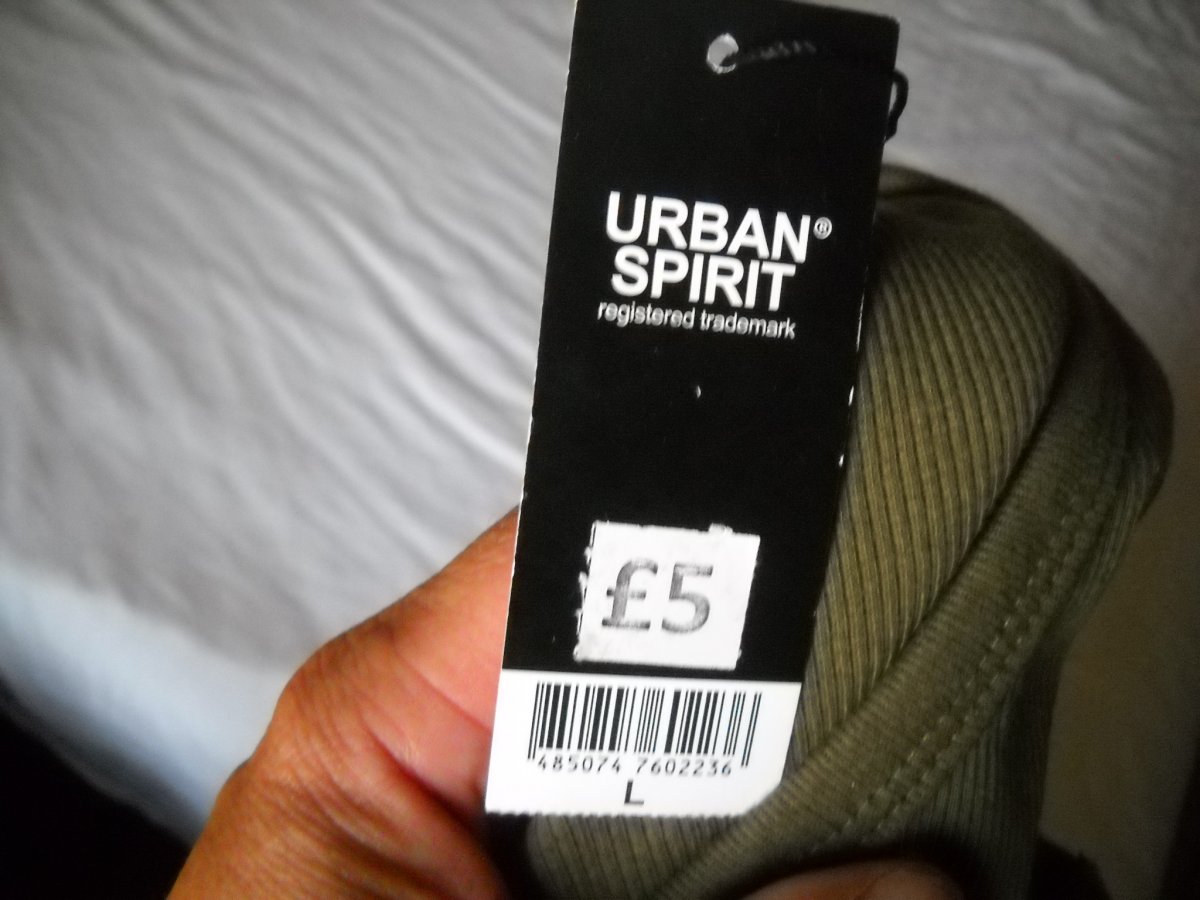 URBAN®
SPIRIT
registered trademark
£5
485074 7602236
L